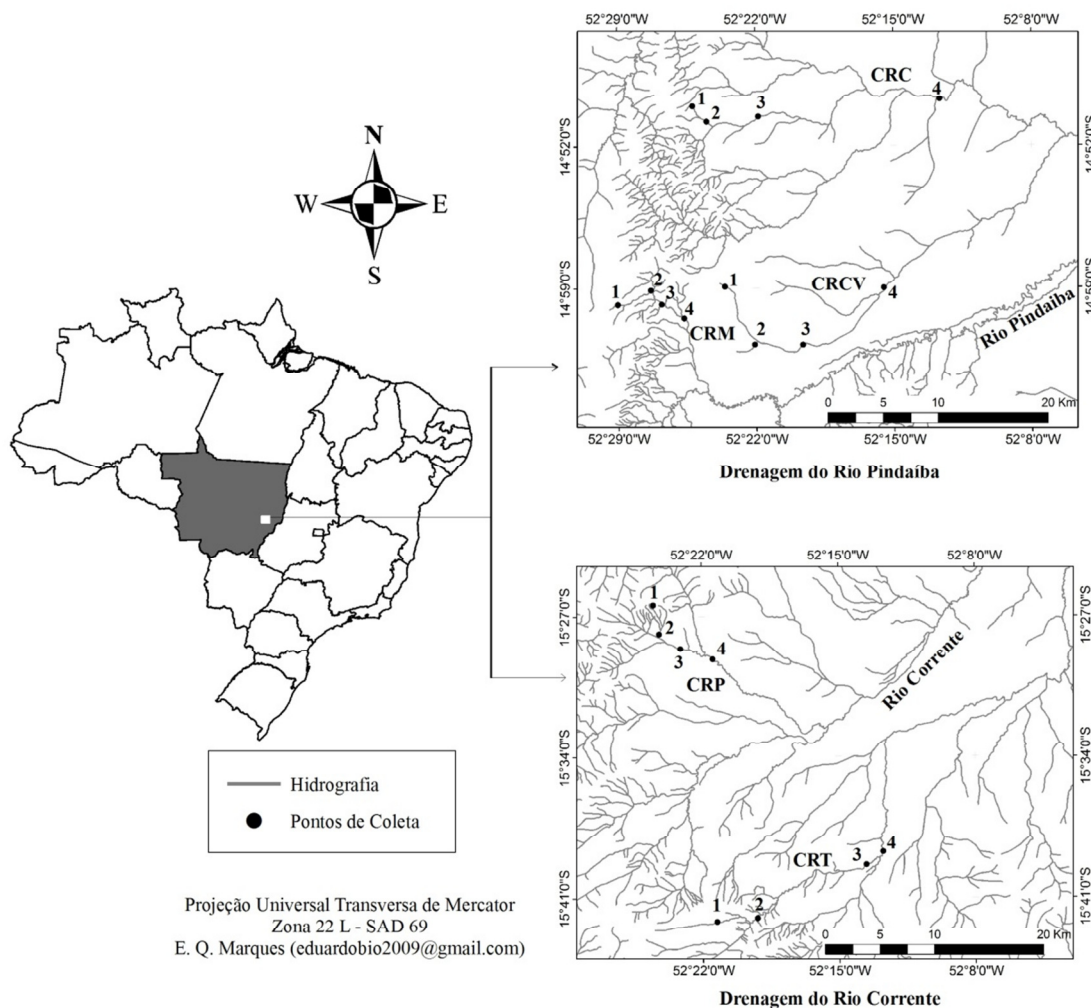 N
W E
S
Hidrografia
Pontos de Coleta
Projeção Universal Transversa de Mercator
Zona 22 L - SAD 69
E. Q. Marques (eduardobio2009@gmail.com)
52°29'0"W 52°22'0"W 52°15'0"W 52°8'0"W
14°52'0"S 14°52'0"S
14°59'0"S 14°59'0"S
CRC
1 2 3 4
CRCV
1 2 3 4
CRM
1 2 3 4
Rio Pindaiba
0 5 10 20 Km
52°29'0"W 52°22'0"W 52°15'0"W 52°8'0"W
Drenagem do Rio Pindaíba
52°22'0"W 52°15'0"W 52°8'0"W
15°27'0"S 15°27'0"S
15°34'0"S 15°34'0"S
15°41'0"S 15°41'0"S
1 2 3 4
CRP
Rio Corrente
CRT
1 2 3 4
0 5 10 20 Km
52°22'0"W 52°15'0"W 52°8'0"W
Drenagem do Rio Corrente